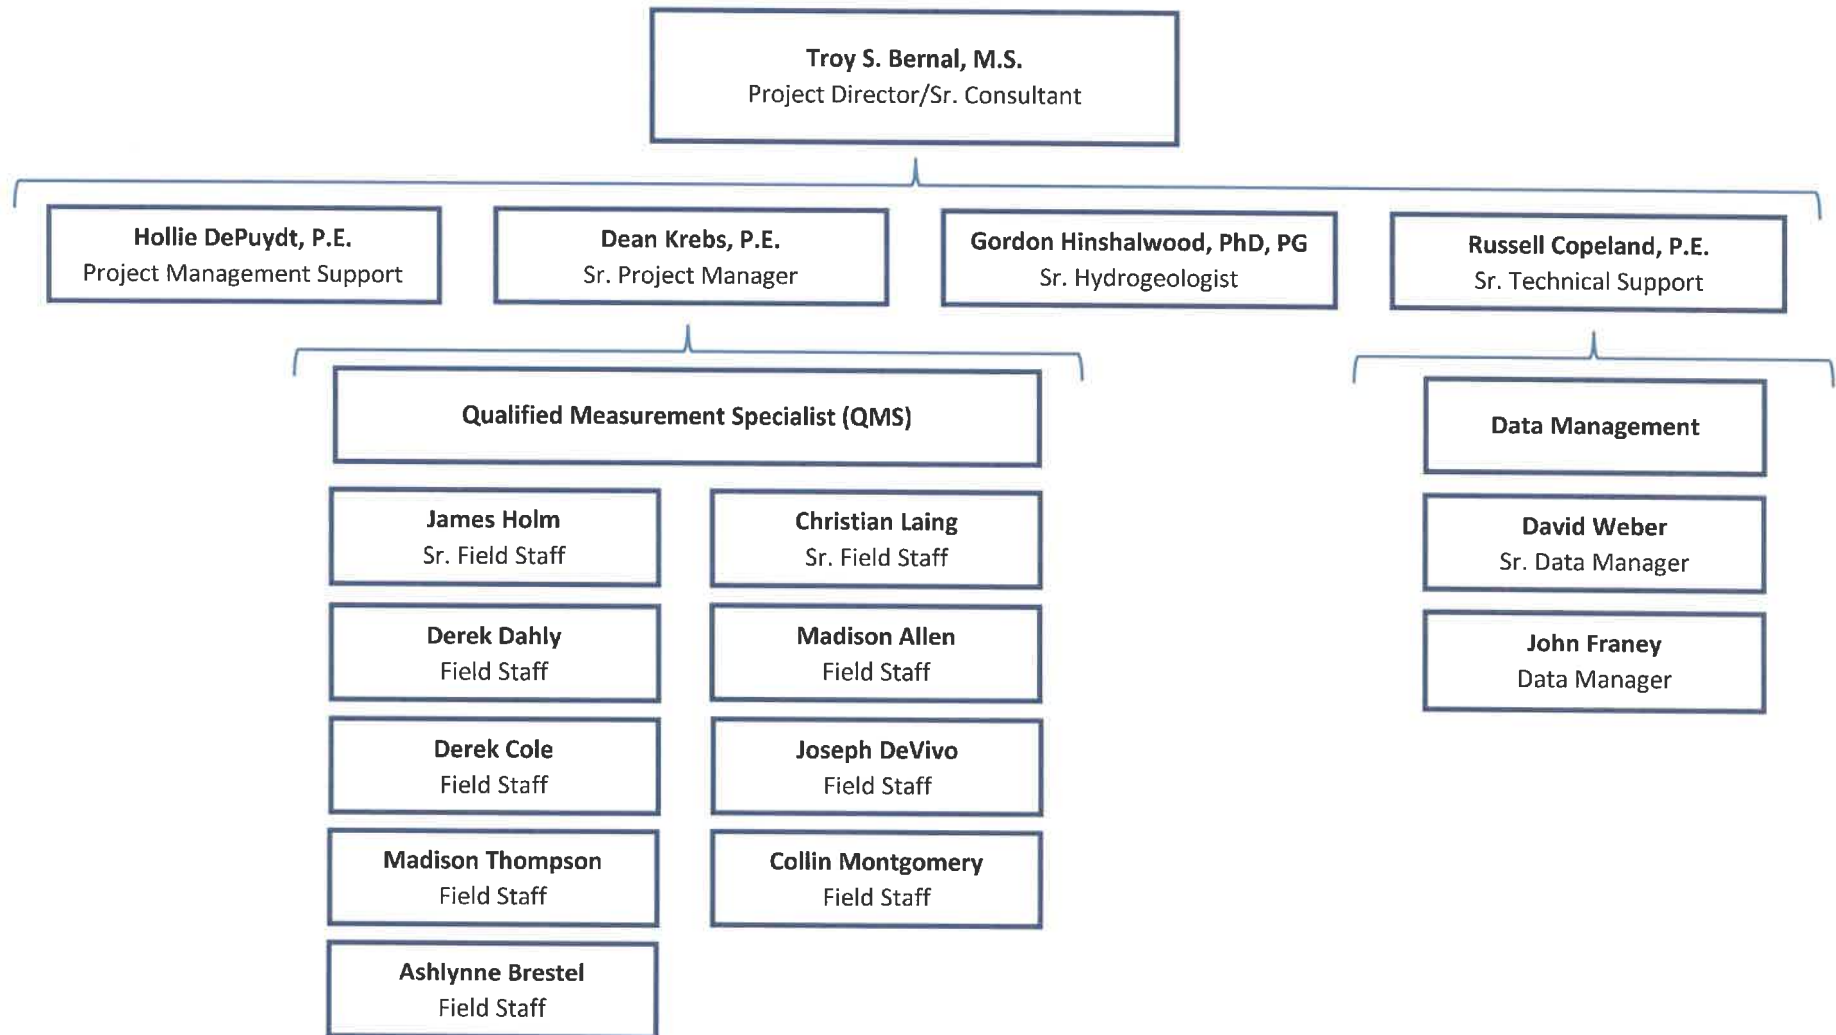 Troy S. Bernal, M.S.
Project Director/Sr. Consultant
Hollie DePuydt, P.E.
Project Management Support
Dean Krebs, P.E.
Sr. Project Manager
Gordon Hinshalwood, PhD, PG
Sr. Hydrogeologist
Russell Copeland, P.E.
Sr. Technical Support
Qualified Measurement Specialist (QMS)
James Holm
Sr. Field Staff
Christian Laing
Sr. Field Staff
Derek Dahly
Field Staff
Madison Allen
Field Staff
Derek Cole
Field Staff
Joseph DeVivo
Field Staff
Madison Thompson
Field Staff
Collin Montgomery
Field Staff
Ashlynne Brestel
Field Staff
Data Management
David Weber
Sr. Data Manager
John Franey
Data Manager